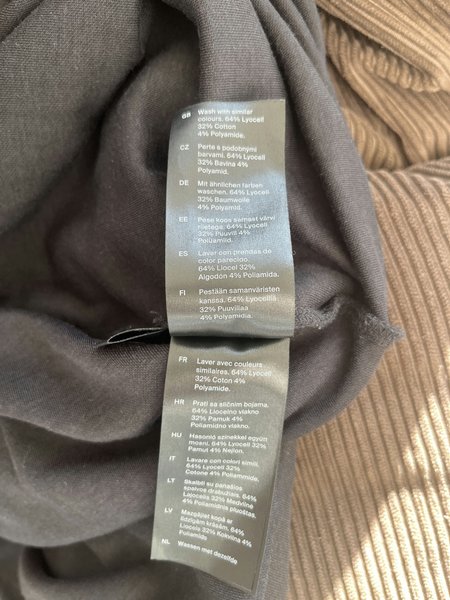 GB Wash with similar
colours. 64% Lyocell
32% Cotton
4% Polyamide.
CZ Perte s podobnými
barvami. 64% Lyocell
32% Bavlna 4%
Polyamid.
DE Mit ähnlichen farben
waschen. 64% Lyocell
32% Baumwolle
4% Polyamid.
EE Pese koos samast värvi
riietega. 64% Lyocell
32% Puuvill 4%
Polüamiid.
ES Lavar con prendas de
color parecido.
64% Liocel 32%
Algodón 4% Poliamida.
FI Pestään samanväristen
kanssa. 64% Lyocelliä
32% Puuvillaa
4% Polyamidia.
FR Laver avec couleurs
similaires. 64% Lyocell
32% Coton 4%
Polyamide.
HR Prati sa sličnim bojama.
64% Liocelno vlakno
32% Pamuk 4%
Poliamidno vlakno.
HU Hasonló színekkel együtt
mosni. 64% Lyocell 32%
Pamut 4% Nejlon.
IT Lavare con colori simili.
64% Lyocell 32%
Cotone 4% Poliammide.
LT Skalbti su panašios
spalvos drabužiais. 64%
Liojocelis 32% Medvilnė
4% Poliamidinis pluoštas.
LV Mazgājiet kopā ar
līdzīgām krāsām. 64%
Liocels 32% Kokvilna 4%
Poliamīds
NL Wassen met dezelfde